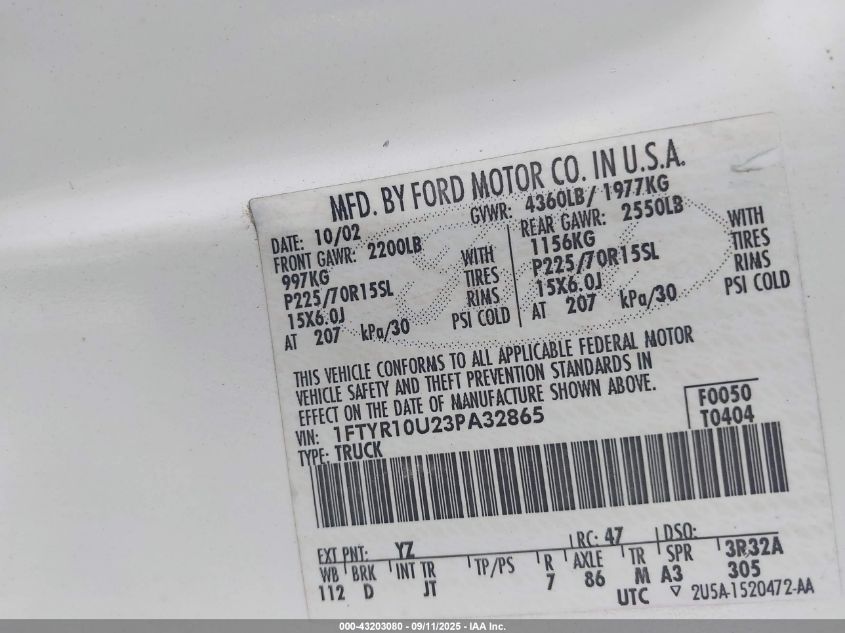 MFD. BY FORD MOTOR CO. IN U.S.A.
DATE: 10/02 GVWR: 4360LB/ 1977KG
FRONT GAWR: 2200LB REAR GAWR: 2550LB
997KG WITH 1156KG WITH
P225/70R15SL TIRES P225/70R15SL TIRES
15X6.0J RIMS 15X6.0J RIMS
AT 207 kPa/30 PSI COLD AT 207 kPa/30 PSI COLD
THIS VEHICLE CONFORMS TO ALL APPLICABLE FEDERAL MOTOR
VEHICLE SAFETY AND THEFT PREVENTION STANDARDS IN
EFFECT ON THE DATE OF MANUFACTURE SHOWN ABOVE.
VIN: 1FTYR10U23PA32865 F0050
TYPE: TRUCK T0404
EXT PNT: YZ RC: 47 DSO:
WB BRK INT TR TP/PS R AXLE TR SPR 3R32A
112 D JT 7 86 M A3 305
UTC ▽ 2U5A-1520472-AA
000-43203080 - 09/11/2025 - IAA Inc.